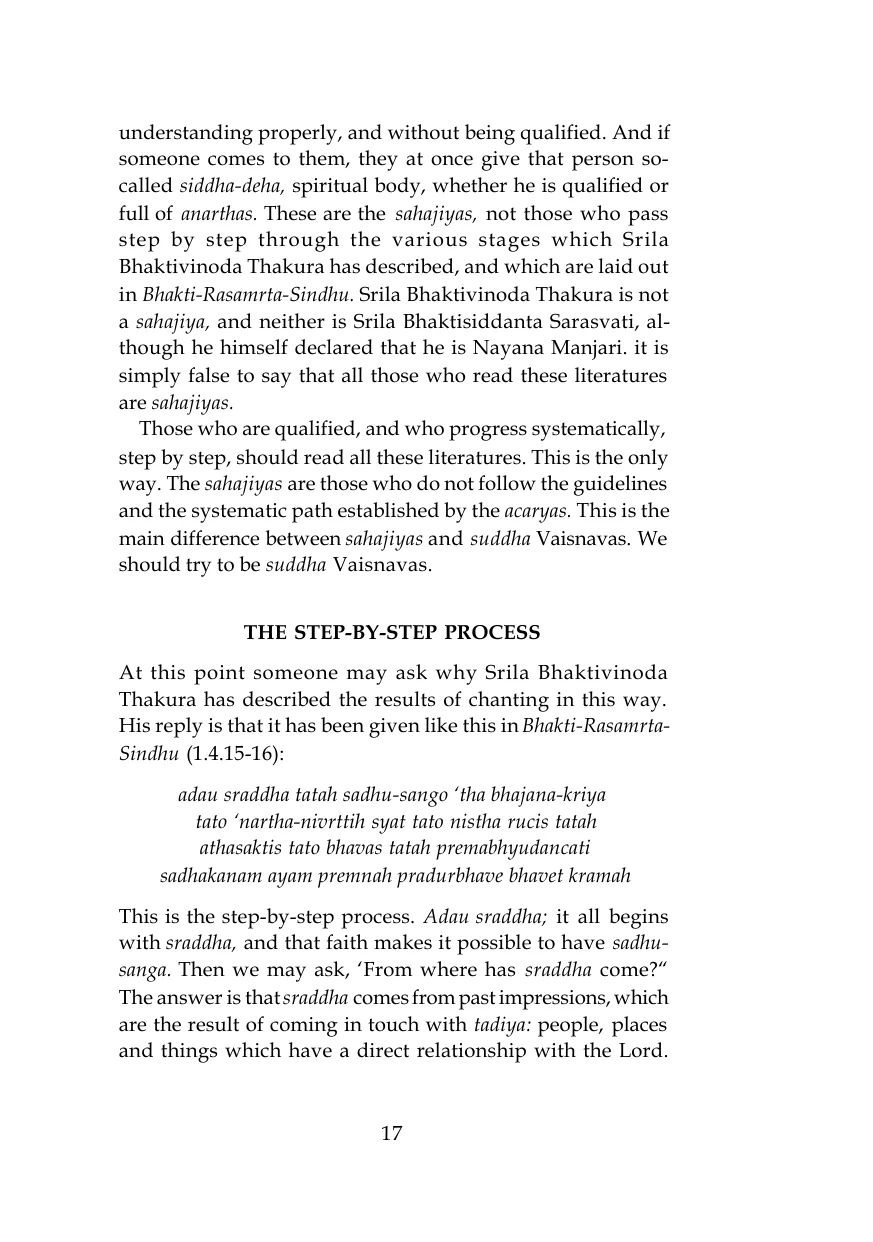 understanding properly, and without being qualified. And if
someone comes to them, they at once give that person so-
called siddha-deha, spiritual body, whether he is qualified or
full of anarthas. These are the sahajiyas, not those who pass
step by step through the various stages which Srila
Bhaktivinoda Thakura has described, and which are laid out
in Bhakti-Rasamrta-Sindhu. Srila Bhaktivinoda Thakura is not
a sahajiya, and neither is Srila Bhaktisiddanta Sarasvati, al-
though he himself declared that he is Nayana Manjari. it is
simply false to say that all those who read these literatures
are sahajiyas.
Those who are qualified, and who progress systematically,
step by step, should read all these literatures. This is the only
way. The sahajiyas are those who do not follow the guidelines
and the systematic path established by the acaryas. This is the
main difference between sahajiyas and suddha Vaisnavas. We
should try to be suddha Vaisnavas.
THE STEP-BY-STEP PROCESS
At this point someone may ask why Srila Bhaktivinoda
Thakura has described the results of chanting in this way.
His reply is that it has been given like this in Bhakti-Rasamrta-
Sindhu (1.4.15-16):
adau sraddha tatah sadhu-sango ‘tha bhajana-kriya
tato ‘nartha-nivrttih syat tato nistha rucis tatah
athasaktis tato bhavas tatah premabhyudancati
sadhakanam ayam premnah pradurbhave bhavet kramah
This is the step-by-step process. Adau sraddha; it all begins
with sraddha, and that faith makes it possible to have sadhu-
sanga. Then we may ask, ‘From where has sraddha come?“
The answer is that sraddha comes from past impressions, which
are the result of coming in touch with tadiya: people, places
and things which have a direct relationship with the Lord.
17